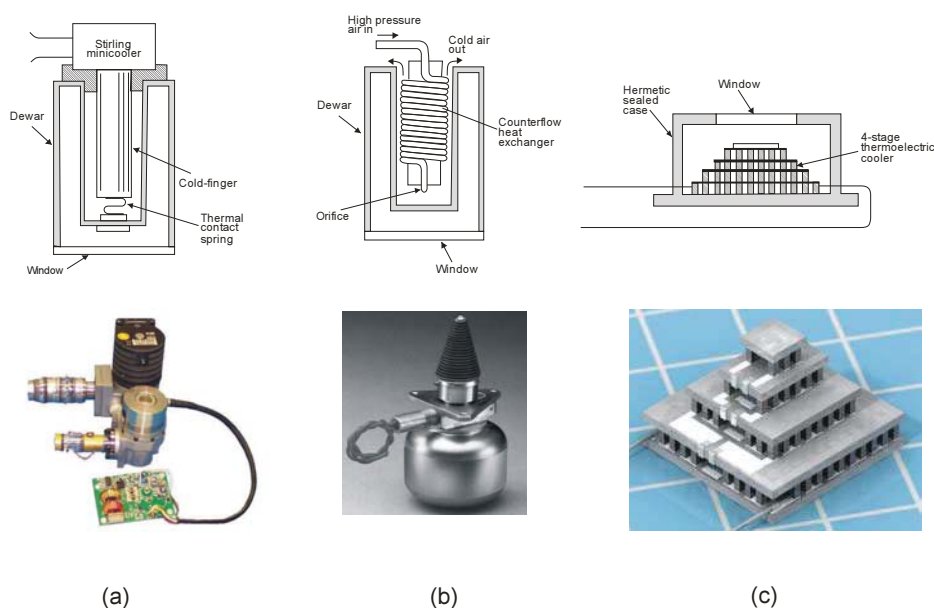 Stirling
minicooler
Dewar
Cold-finger
Thermal
contact
spring
Window
High pressure
air in
Cold air
out
Dewar
Counterflow
heat
exchanger
Orifice
Window
Window
Hermetic
sealed
case
4-stage
thermoelectric
cooler
(a)
(b)
(c)